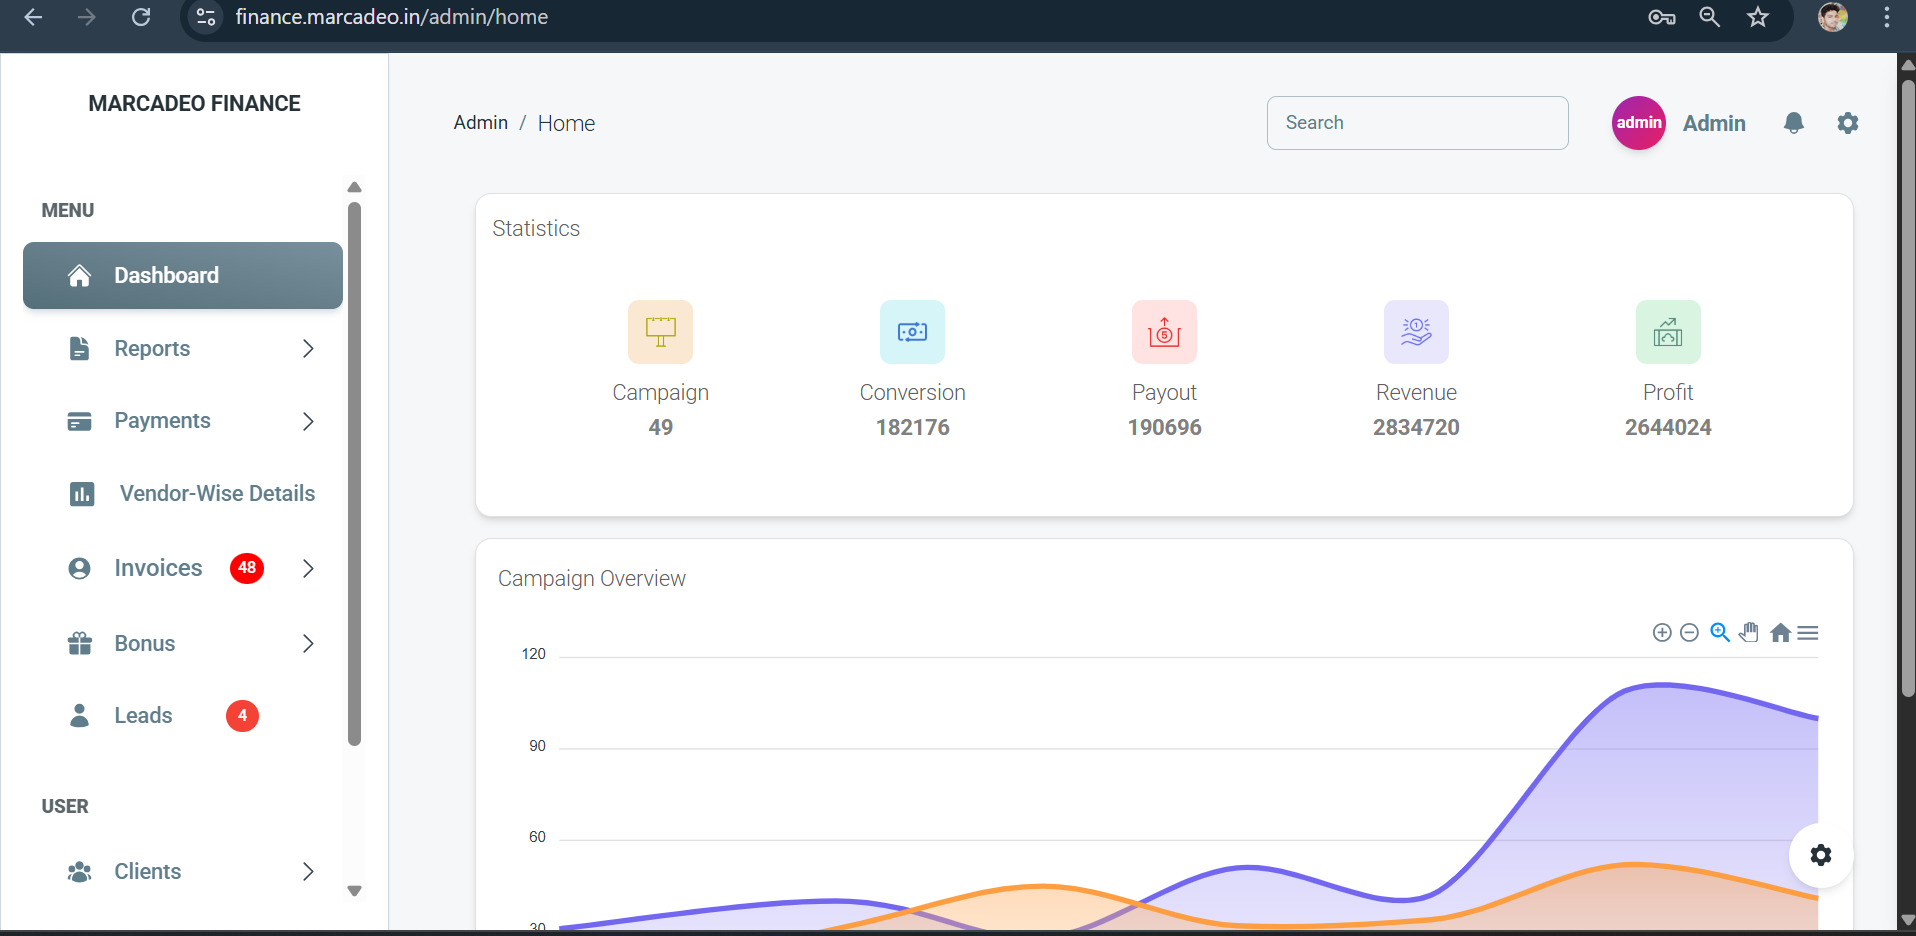 finance.marcadeo.in/admin/home
MARCADEO FINANCE
Admin / Home
Search
admin
Admin
MENU
Dashboard
Reports
Payments
Vendor-Wise Details
Invoices 48
Bonus
Leads 4
USER
Clients
Statistics
Campaign
49
Conversion
182176
Payout
190696
Revenue
2834720
Profit
2644024
Campaign Overview
120
90
60
30